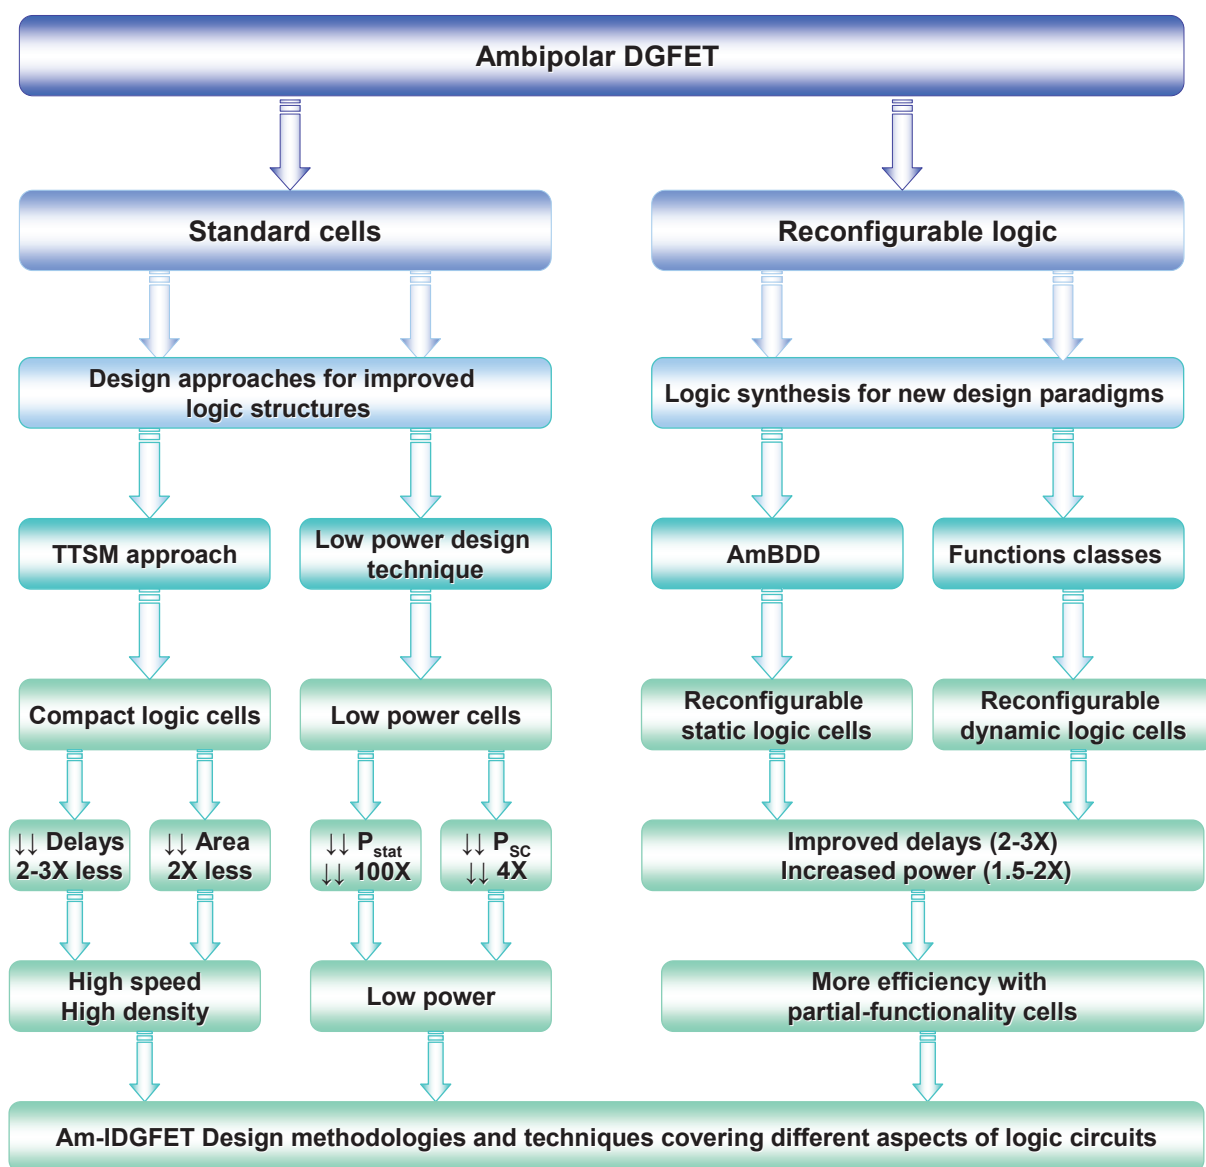 Ambipolar DGFET
Standard cells
Reconfigurable logic
Design approaches for improved
logic structures
Logic synthesis for new design paradigms
TTSM approach
Low power design
technique
AmBDD
Functions classes
Compact logic cells
Low power cells
Reconfigurable
static logic cells
Reconfigurable
dynamic logic cells
↓↓ Delays
2-3X less
↓↓ Area
2X less
↓↓ Pstat
↓↓ 100X
↓↓ PSC
↓↓ 4X
Improved delays (2-3X)
Increased power (1.5-2X)
High speed
High density
Low power
More efficiency with
partial-functionality cells
Am-IDGFET Design methodologies and techniques covering different aspects of logic circuits